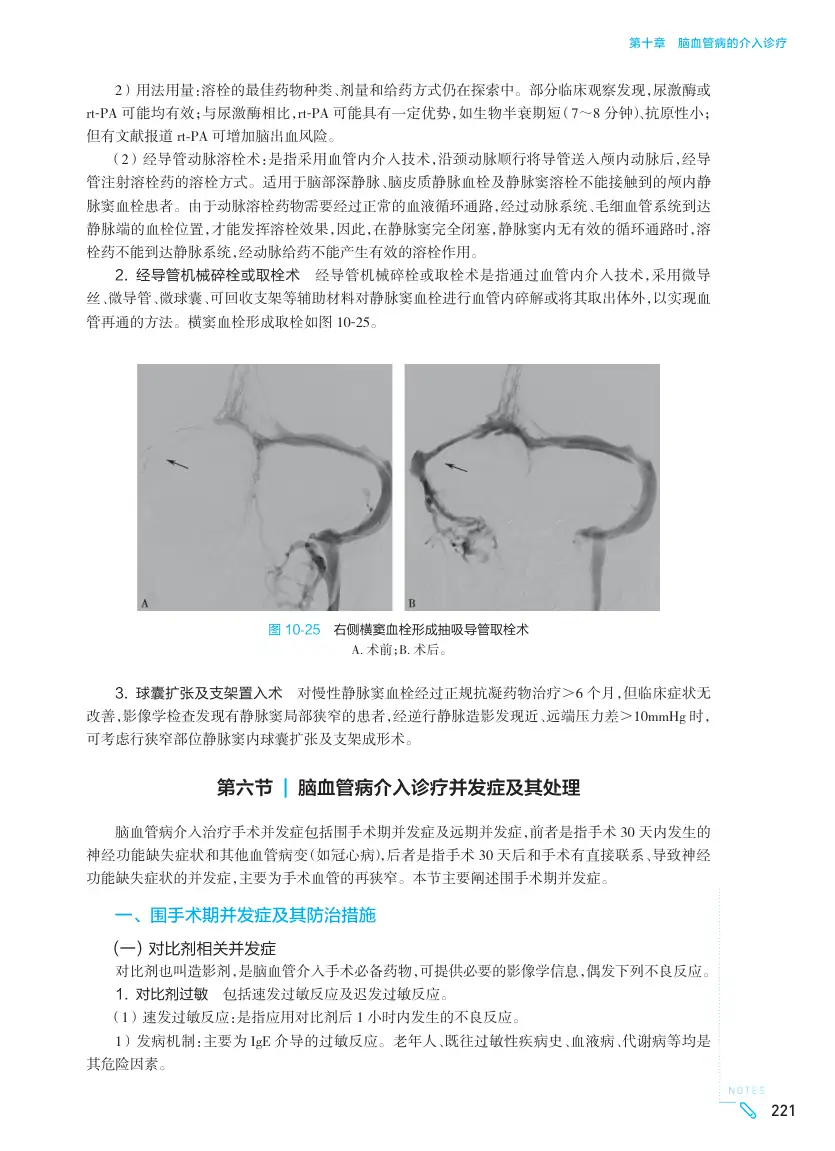 第十章 脑血管病的介入诊疗
2）用法用量:溶栓的最佳药物种类、剂量和给药方式仍在探索中。部分临床观察发现,尿激酶或
rt-PA 可能均有效;与尿激酶相比,rt-PA 可能具有一定优势,如生物半衰期短(7～8 分钟)、抗原性小;
但有文献报道 rt-PA 可增加脑出血风险。
（2）经导管动脉溶栓术:是指采用血管内介入技术,沿颈动脉顺行将导管送入颅内动脉后,经导
管注射溶栓药的溶栓方式。适用于脑部深静脉、脑皮质静脉血栓及静脉窦溶栓不能接触到的颅内静
脉窦血栓患者。由于动脉溶栓药物需要经过正常的血液循环通路,经过动脉系统、毛细血管系统到达
静脉端的血栓位置,才能发挥溶栓效果,因此,在静脉窦完全闭塞,静脉窦内无有效的循环通路时,溶
栓药不能到达静脉系统,经动脉给药不能产生有效的溶栓作用。
2. 经导管机械碎栓或取栓术 经导管机械碎栓或取栓术是指通过血管内介入技术,采用微导
丝、微导管、微球囊、可回收支架等辅助材料对静脉窦血栓进行血管内碎解或将其取出体外,以实现血
管再通的方法。横窦血栓形成取栓如图 10-25。
A
B
图 10-25 右侧横窦血栓形成抽吸导管取栓术
A. 术前;B. 术后。
3. 球囊扩张及支架置入术 对慢性静脉窦血栓经过正规抗凝药物治疗＞6 个月,但临床症状无
改善,影像学检查发现有静脉窦局部狭窄的患者,经逆行静脉造影发现近、远端压力差＞10mmHg 时,
可考虑行狭窄部位静脉窦内球囊扩张及支架成形术。
第六节 | 脑血管病介入诊疗并发症及其处理
脑血管病介入治疗手术并发症包括围手术期并发症及远期并发症,前者是指手术 30 天内发生的
神经功能缺失症状和其他血管病变(如冠心病),后者是指手术 30 天后和手术有直接联系、导致神经
功能缺失症状的并发症,主要为手术血管的再狭窄。本节主要阐述围手术期并发症。
一、围手术期并发症及其防治措施
（一）对比剂相关并发症
对比剂也叫造影剂,是脑血管介入手术必备药物,可提供必要的影像学信息,偶发下列不良反应。
1. 对比剂过敏 包括速发过敏反应及迟发过敏反应。
（1）速发过敏反应:是指应用对比剂后 1 小时内发生的不良反应。
1）发病机制:主要为 IgE 介导的过敏反应。老年人、既往过敏性疾病史、血液病、代谢病等均是
其危险因素。
NOTES
221